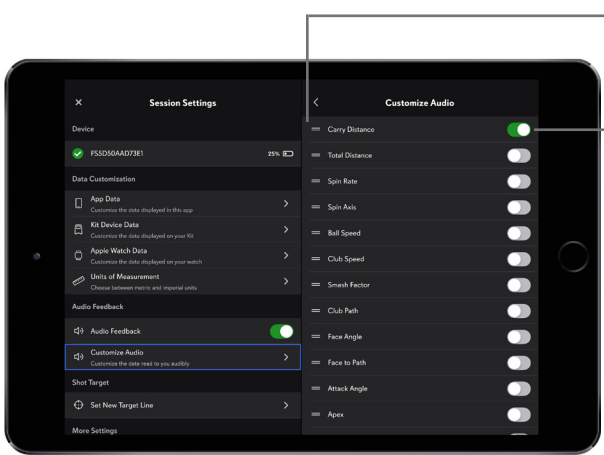 Session Settings
Device
FS5D50AAD73E1
25%
Data Customization
App Data
Customize the data displayed in this app
Kit Device Data
Customize the data displayed on your Kit
Apple Watch Data
Customize the data displayed on your watch
Units of Measurement
Choose between metric and imperial units
Audio Feedback
Audio Feedback
Customize Audio
Customize the data read to you audibly
Shot Target
Set New Target Line
More Settings
Customize Audio
Carry Distance
Total Distance
Spin Rate
Spin Axis
Ball Speed
Club Speed
Smash Factor
Club Path
Face Angle
Face to Path
Attack Angle
Apex